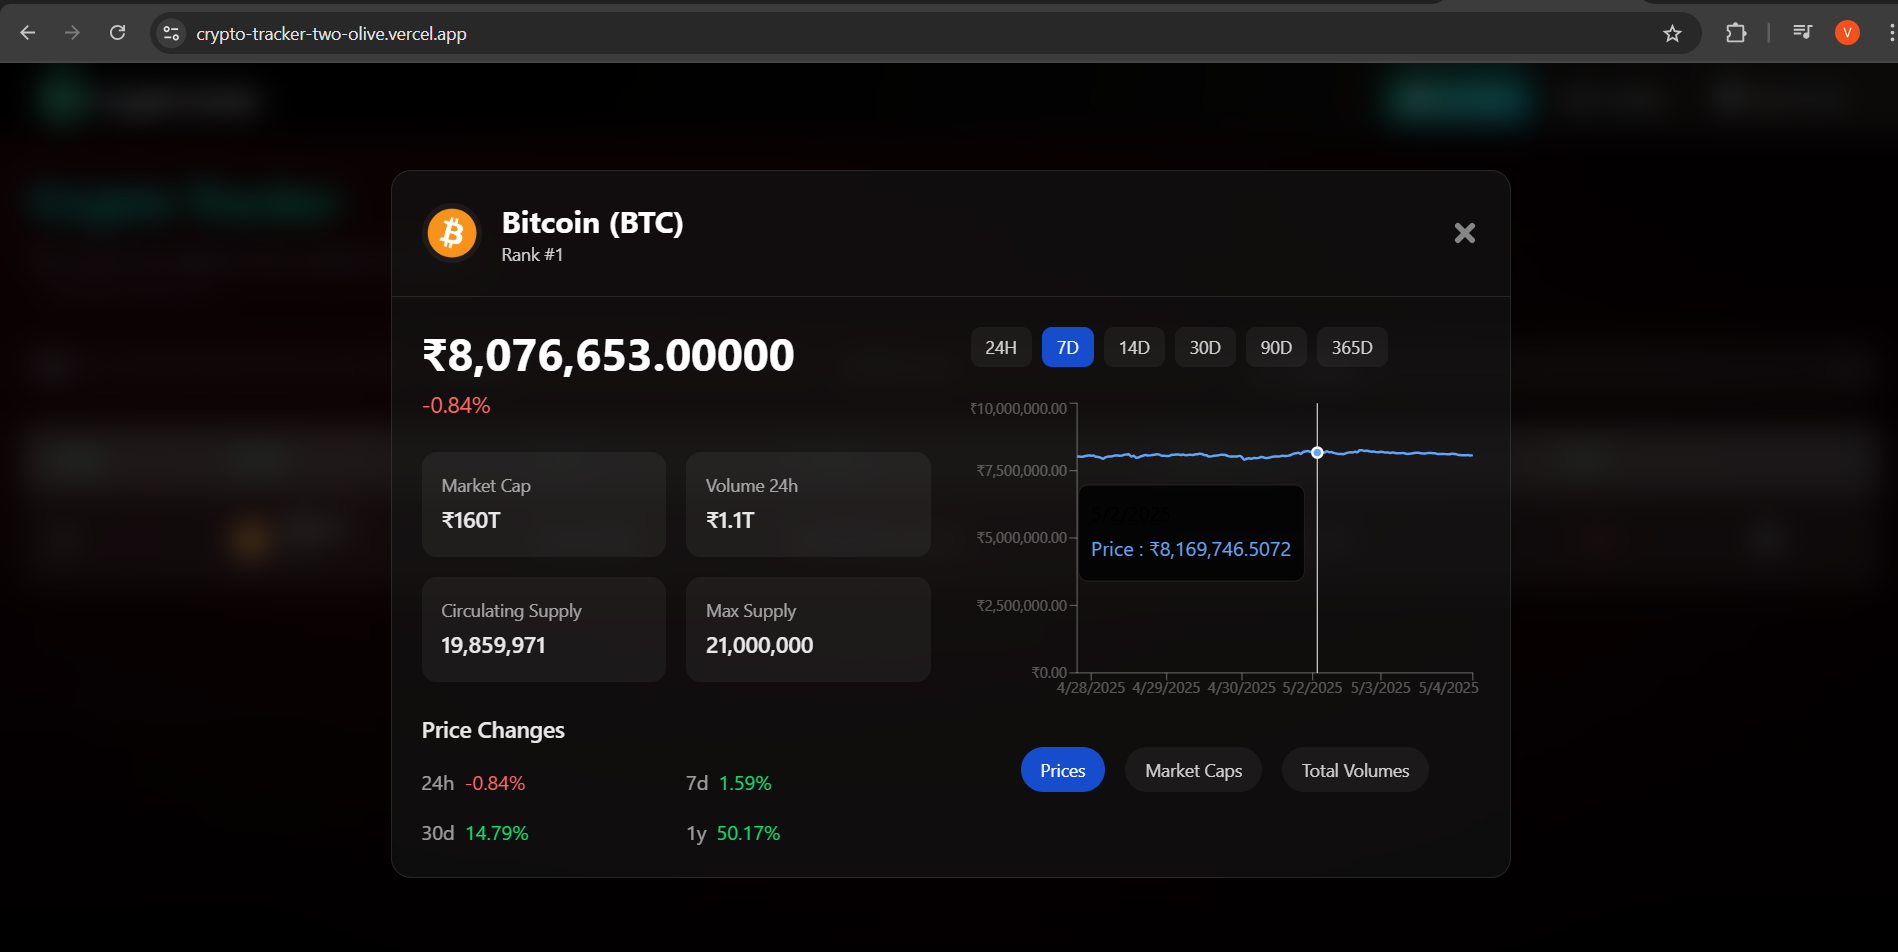 crypto-tracker-two-olive.vercel.app
V
Crypto Tracker
Bitcoin (BTC)
Rank #1
₹8,076,653.00000
-0.84%
Market Cap
₹160T
Volume 24h
₹1.1T
Circulating Supply
19,859,971
Max Supply
21,000,000
Price Changes
24h -0.84%
7d 1.59%
30d 14.79%
1y 50.17%
24H 7D 14D 30D 90D 365D
₹10,000,000.00
₹7,500,000.00
₹5,000,000.00
₹2,500,000.00
₹0.00
5/2/2025
Price : ₹8,169,746.5072
4/28/2025 4/29/2025 4/30/2025 5/2/2025 5/3/2025 5/4/2025
Prices Market Caps Total Volumes